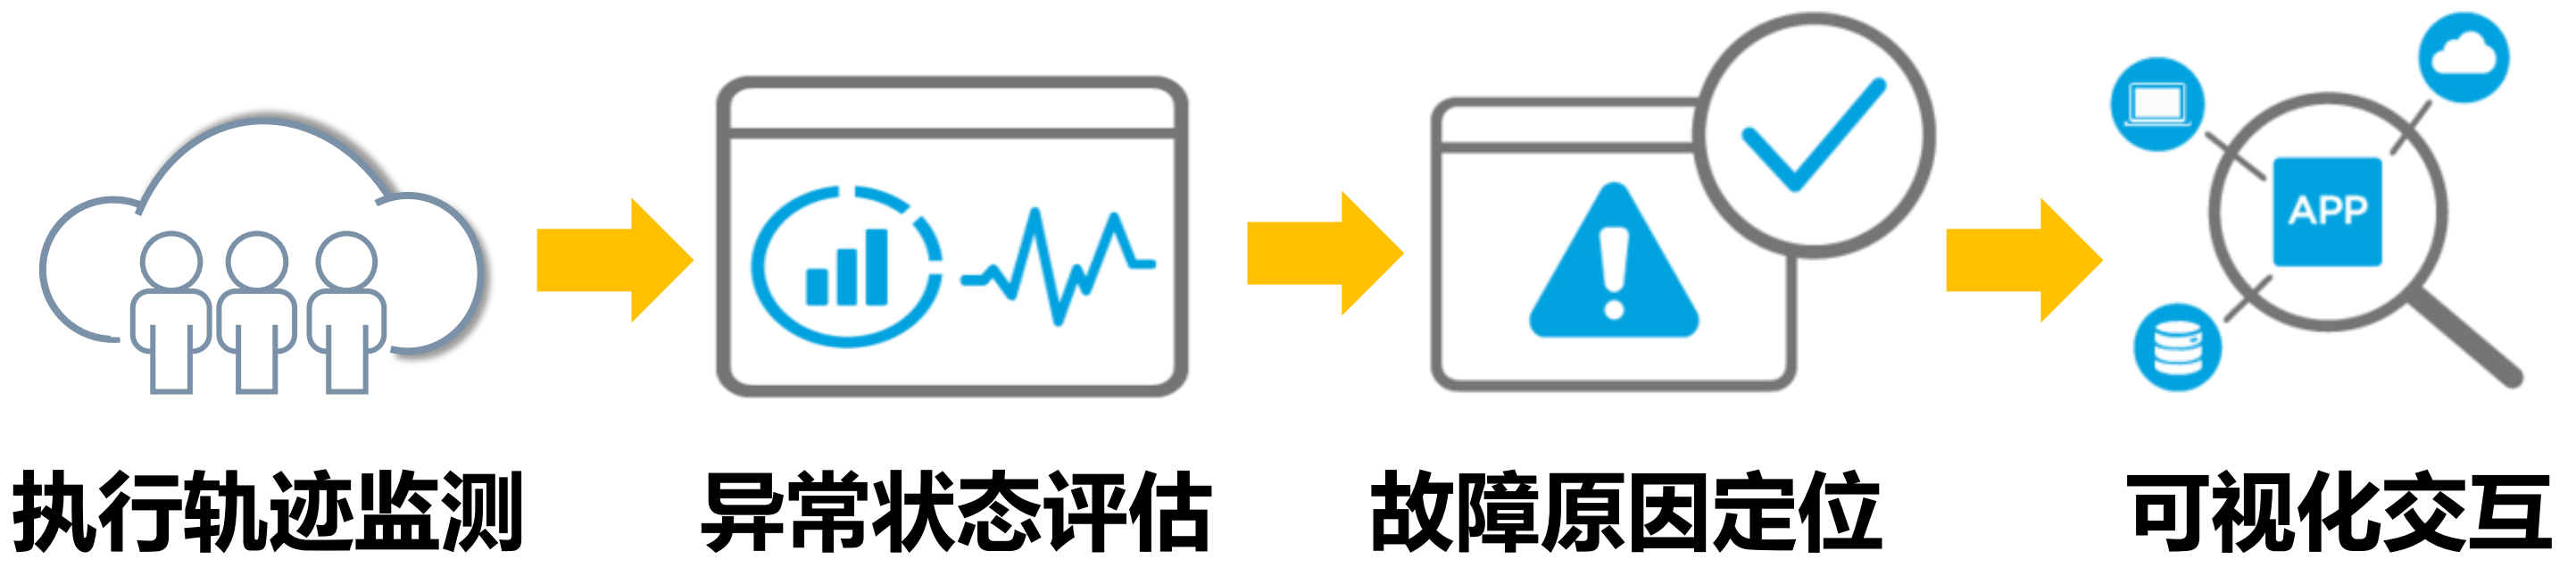 APP
执行轨迹监测
异常状态评估
故障原因定位
可视化交互